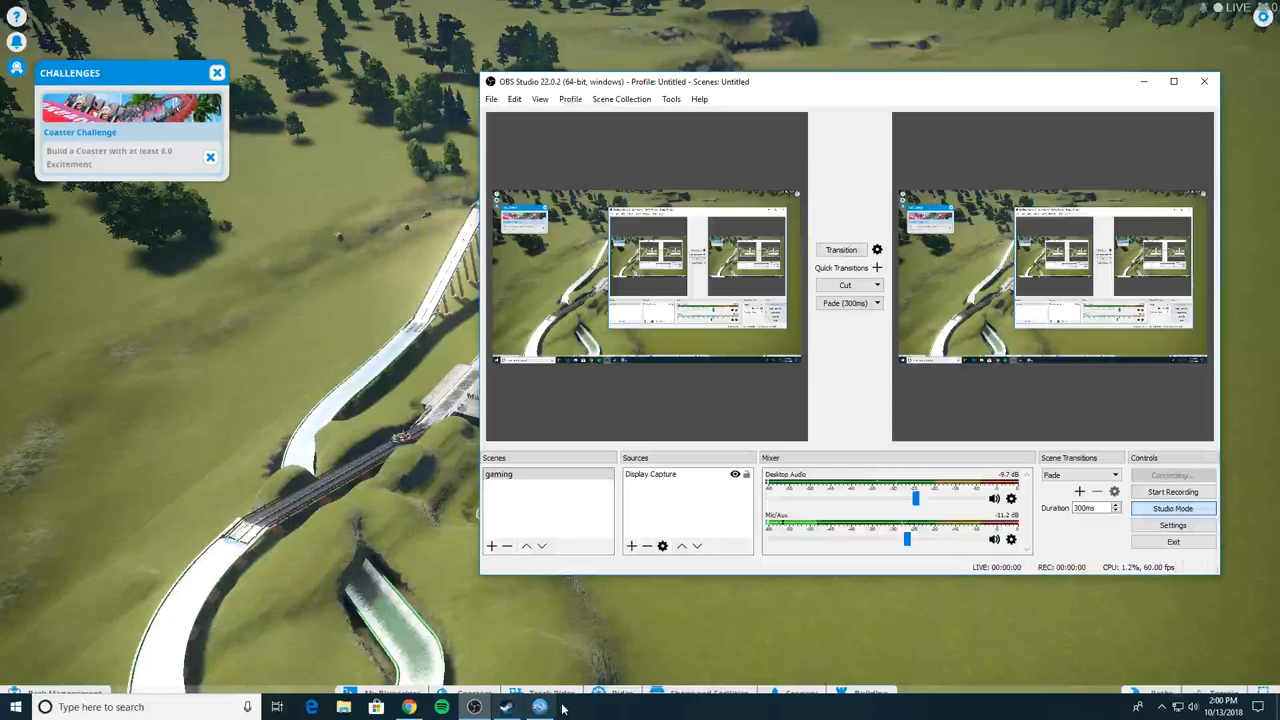 LIVE
CHALLENGES
Coaster Challenge
Build a Coaster with at least 8.0
Excitement
OBS Studio 22.0.2 (64-bit, windows) - Profile: Untitled - Scenes: Untitled
File Edit View Profile Scene Collection Tools Help
Transition
Quick Transitions
Cut
Fade (300ms)
Scenes
gaming
Sources
Display Capture
Mixer
Desktop Audio -9.7 dB
Mic/Aux -11.2 dB
Scene Transitions
Fade
Duration 300ms
Controls
Connecting...
Start Recording
Studio Mode
Settings
Exit
LIVE: 00:00:00 REC: 00:00:00 CPU: 1.2%, 60.00 fps
Type here to search
2:00 PM
10/13/2018